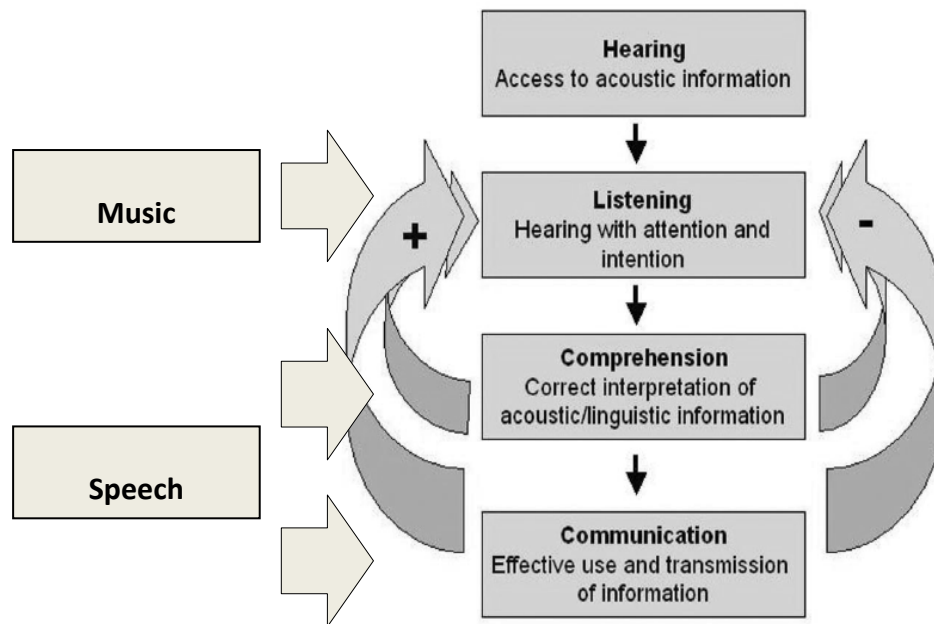 Hearing
Access to acoustic information
Music
Listening
Hearing with attention and
intention
+
-
Comprehension
Correct interpretation of
acoustic/linguistic information
Speech
Communication
Effective use and transmission
of information